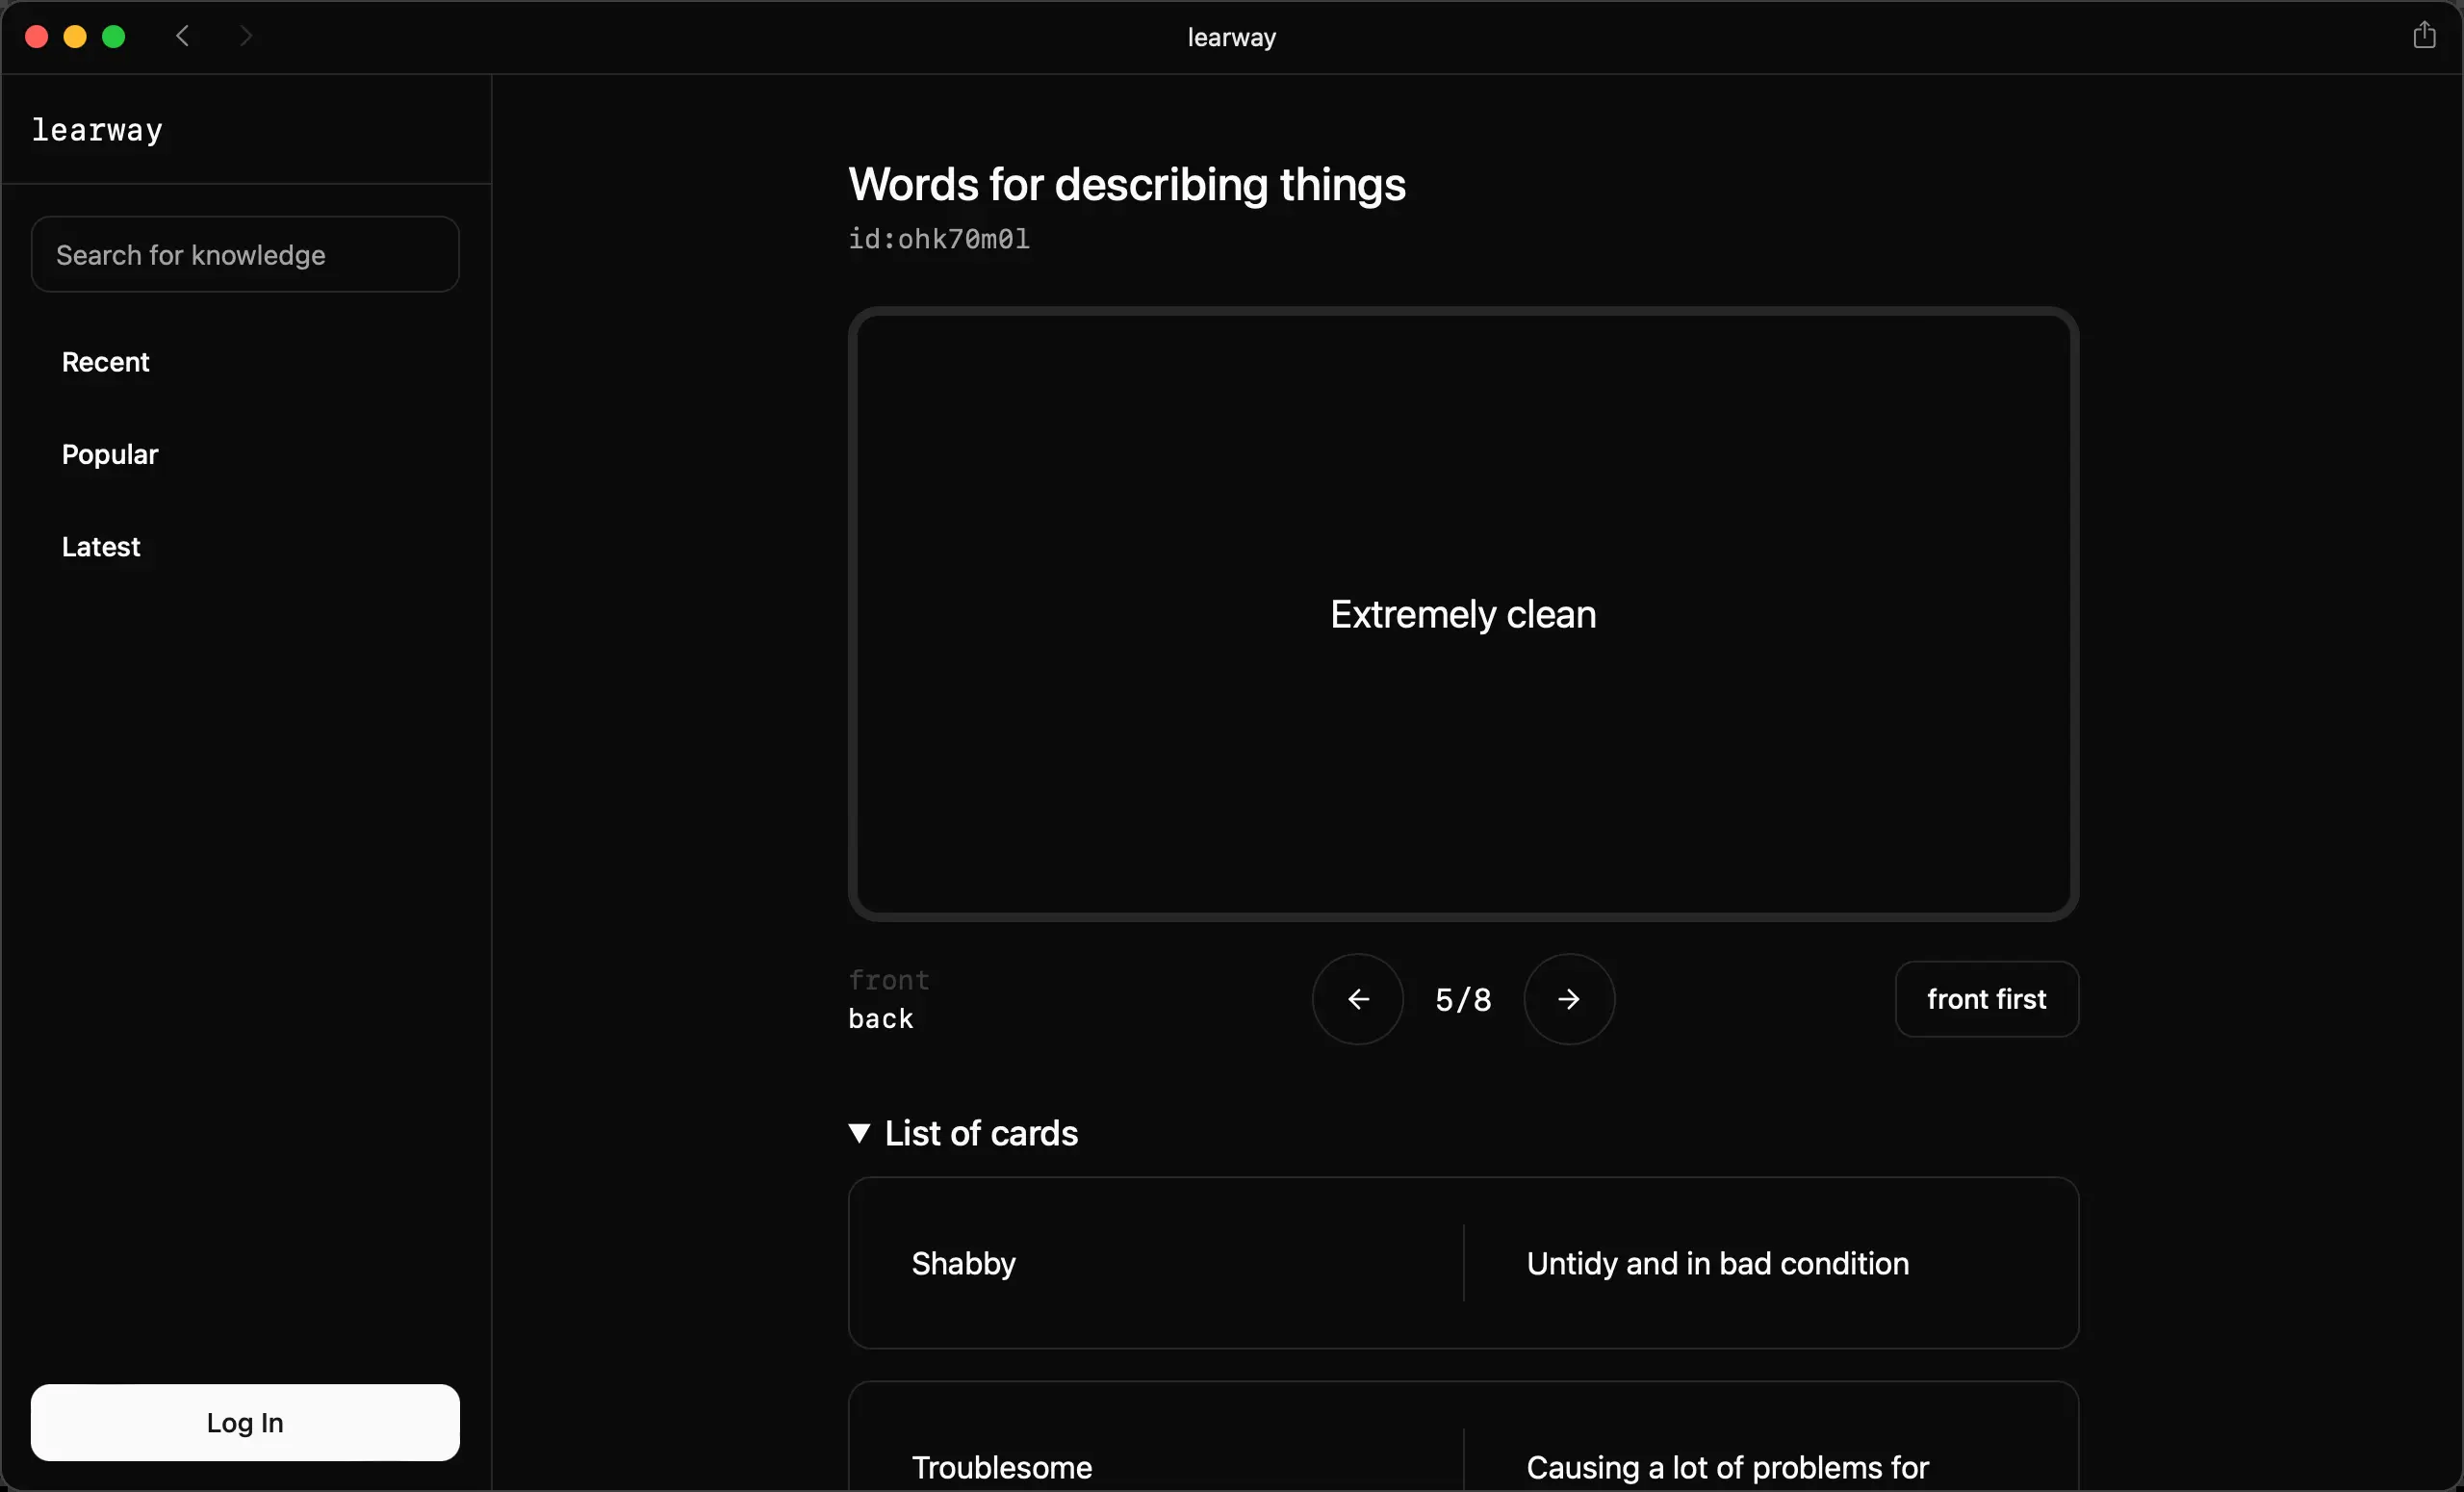 learway
learway
Search for knowledge
Recent
Popular
Latest
Log In
Words for describing things
id:ohk70m0l
Extremely clean
front
back
5/8
front first
List of cards
Shabby
Untidy and in bad condition
Troublesome
Causing a lot of problems for